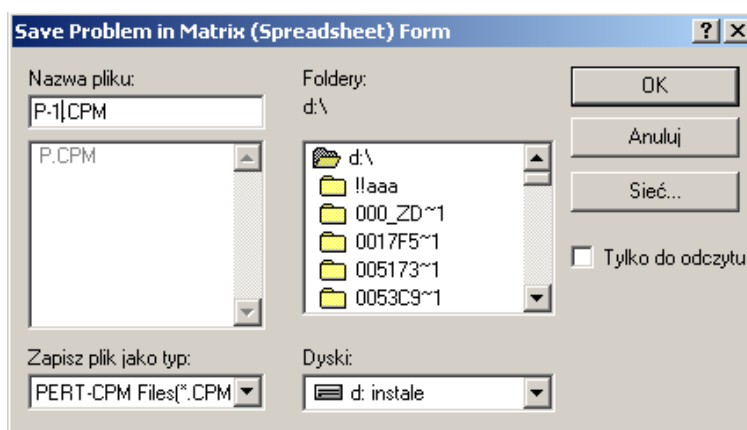 Save Problem in Matrix (Spreadsheet) Form
Nazwa pliku:
P-1.CPM
P.CPM
Zapisz plik jako typ:
PERT-CPM Files(*.CPM
Foldery:
d:\
d:\
!!aaa
000_ZD~1
0017F5~1
005173~1
0053C9~1
Dyski:
d: instale
OK
Anuluj
Sieć...
Tylko do odczytu